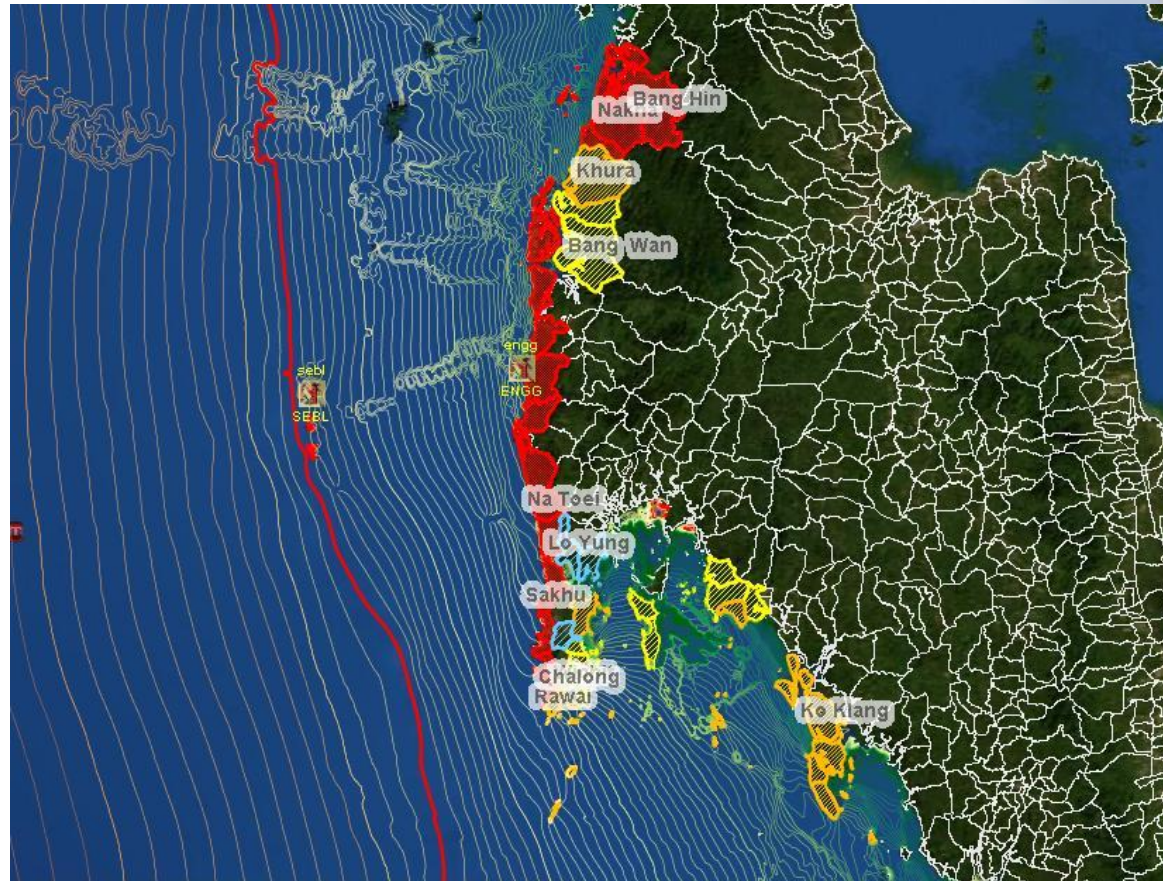 Bang Hin
Nakha
Khura
Bang Wan
engg
ENGG
sebl
SEBL
Na Toei
Lo Yung
Sakhu
Chalong
Rawai
Ko Klang